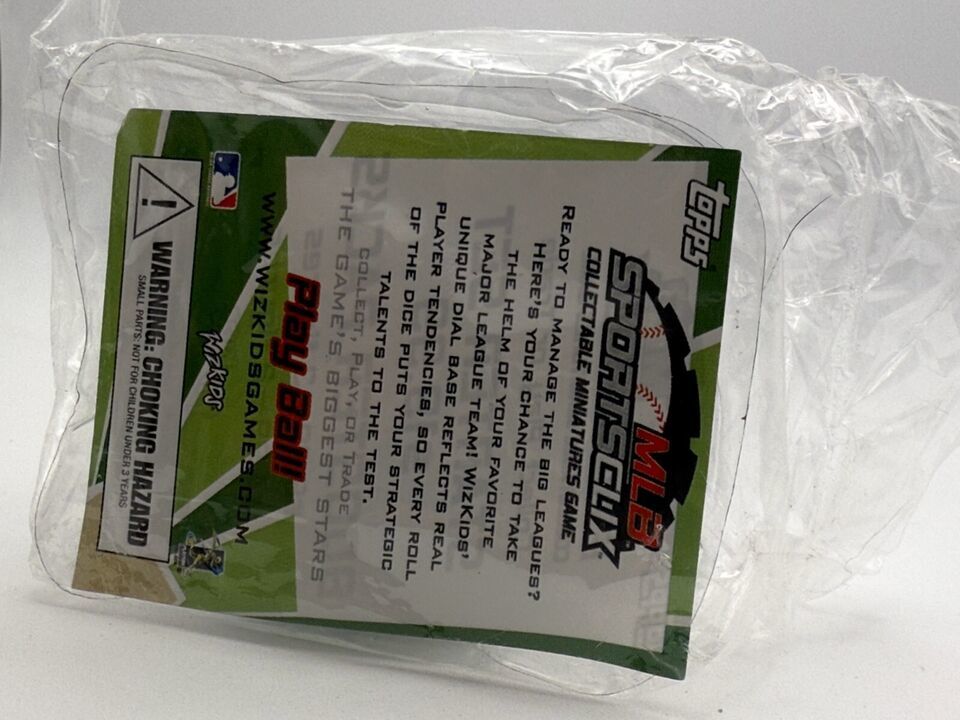 topps
MLB
SPORTSCLIX
COLLECTABLE MINIATURES GAME
READY TO MANAGE THE BIG LEAGUES?
HERE'S YOUR CHANCE TO TAKE
THE HELM OF YOUR FAVORITE
MAJOR LEAGUE TEAM! WIZKIDS'
UNIQUE DIAL BASE REFLECTS REAL
PLAYER TENDENCIES, SO EVERY ROLL
OF THE DICE PUTS YOUR STRATEGIC
TALENTS TO THE TEST.
COLLECT, PLAY, OR TRADE
THE GAME'S BIGGEST STARS
Play Ball!
www.wizkidsgames.com
WIZKIDS
WARNING: CHOKING HAZARD
SMALL PARTS: NOT FOR CHILDREN UNDER 3 YEARS